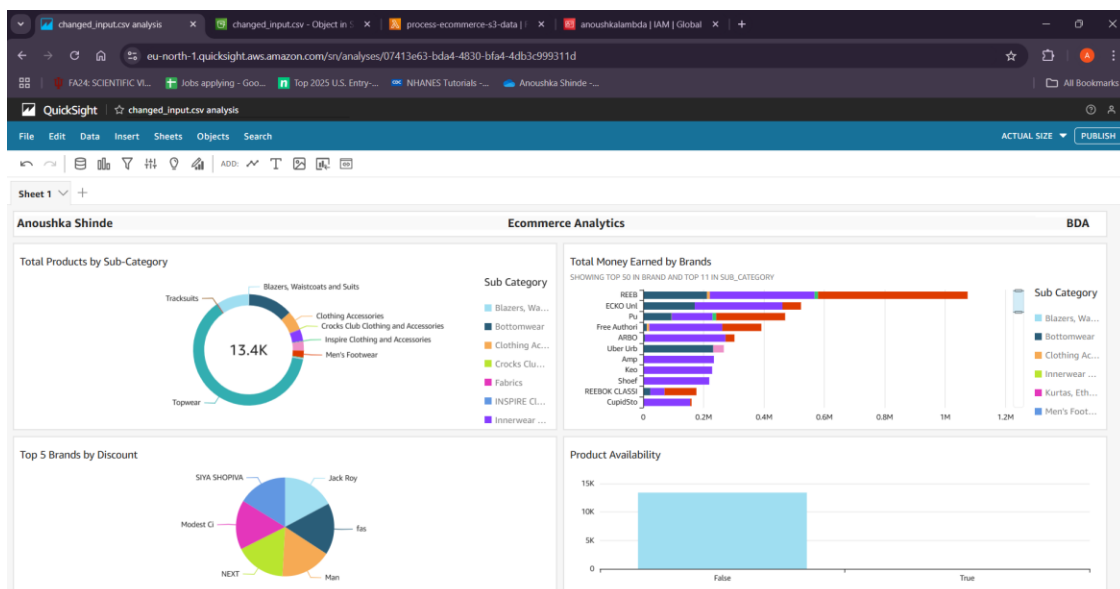 changed_input.csv analysis
changed_input.csv - Object in S
process-ecommerce-s3-data |
anoushkalambda | IAM | Global
eu-north-1.quicksight.aws.amazon.com/sn/analyses/07413e63-bda4-4830-bfa4-4db3c999311d
A
FA24: SCIENTIFIC VI...
Jobs applying - Goo...
Top 2025 U.S. Entry-...
NHANES Tutorials -...
Anoushka Shinde -...
All Bookmarks
QuickSight
changed_input.csv analysis
File Edit Data Insert Sheets Objects Search
ACTUAL SIZE
PUBLISH
ADD:
Sheet 1
Anoushka Shinde
Ecommerce Analytics
BDA
Total Products by Sub-Category
Blazers, Waistcoats and Suits
Tracksuits
Clothing Accessories
Crocks Club Clothing and Accessories
Inspire Clothing and Accessories
Men's Footwear
13.4K
Topwear
Sub Category
Blazers, Wa...
Bottomwear
Clothing Ac...
Crocks Clu...
Fabrics
INSPIRE Cl...
Innerwear ...
Total Money Earned by Brands
SHOWING TOP 50 IN BRAND AND TOP 11 IN SUB_CATEGORY
REEB
ECKO Unl
Pu
Free Authori
ARBO
Uber Urb
Amp
Keo
Shoef
REEBOK CLASSI
CupidSto
0 0.2M 0.4M 0.6M 0.8M 1M 1.2M
Sub Category
Blazers, Wa...
Bottomwear
Clothing Ac...
Innerwear ...
Kurtas, Eth...
Men's Foot...
Top 5 Brands by Discount
SIYA SHOPIVA
Jack Roy
Modest Ci
fas
NEXT
Man
Product Availability
15K
10K
5K
0
False True